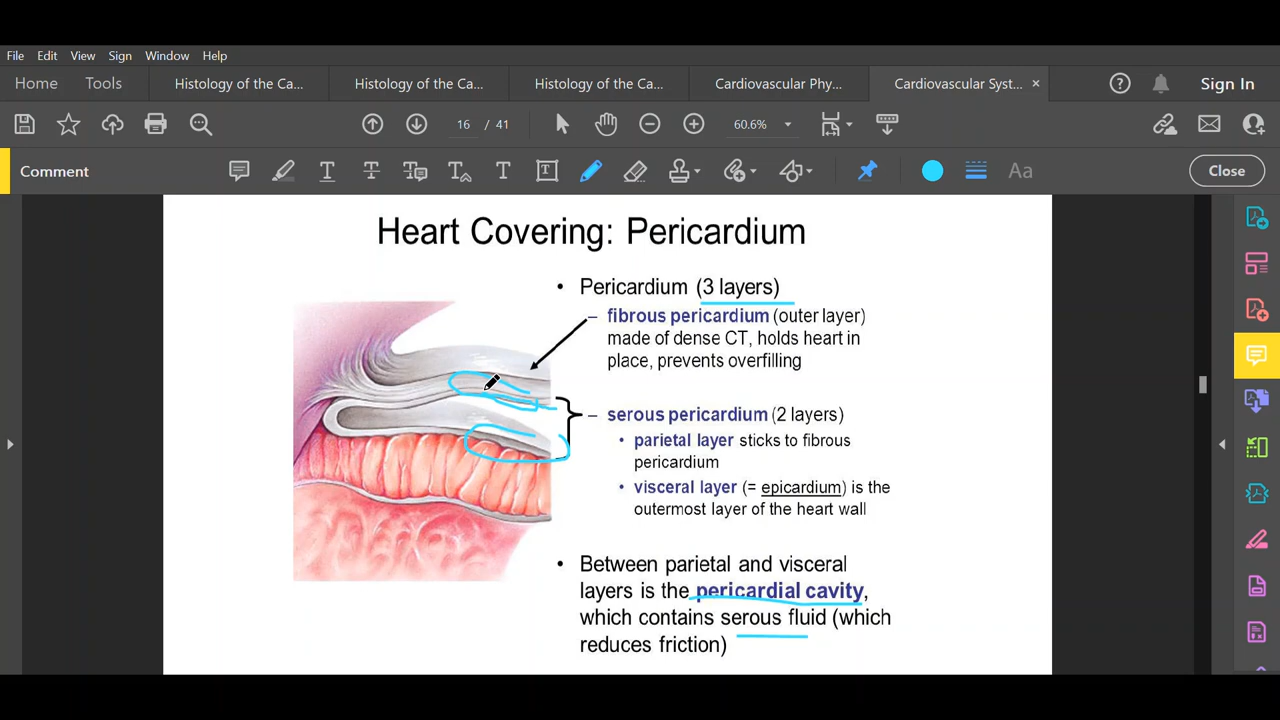 File Edit View Sign Window Help
Home Tools Histology of the Ca... Histology of the Ca... Histology of the Ca... Cardiovascular Phy... Cardiovascular Syst... × ? Sign In
16 / 41 60.6%
Comment T T T T T T Aa Close
Heart Covering: Pericardium
• Pericardium (3 layers)
– fibrous pericardium (outer layer)
made of dense CT, holds heart in
place, prevents overfilling
– serous pericardium (2 layers)
• parietal layer sticks to fibrous
pericardium
• visceral layer (= epicardium) is the
outermost layer of the heart wall
• Between parietal and visceral
layers is the pericardial cavity,
which contains serous fluid (which
reduces friction)